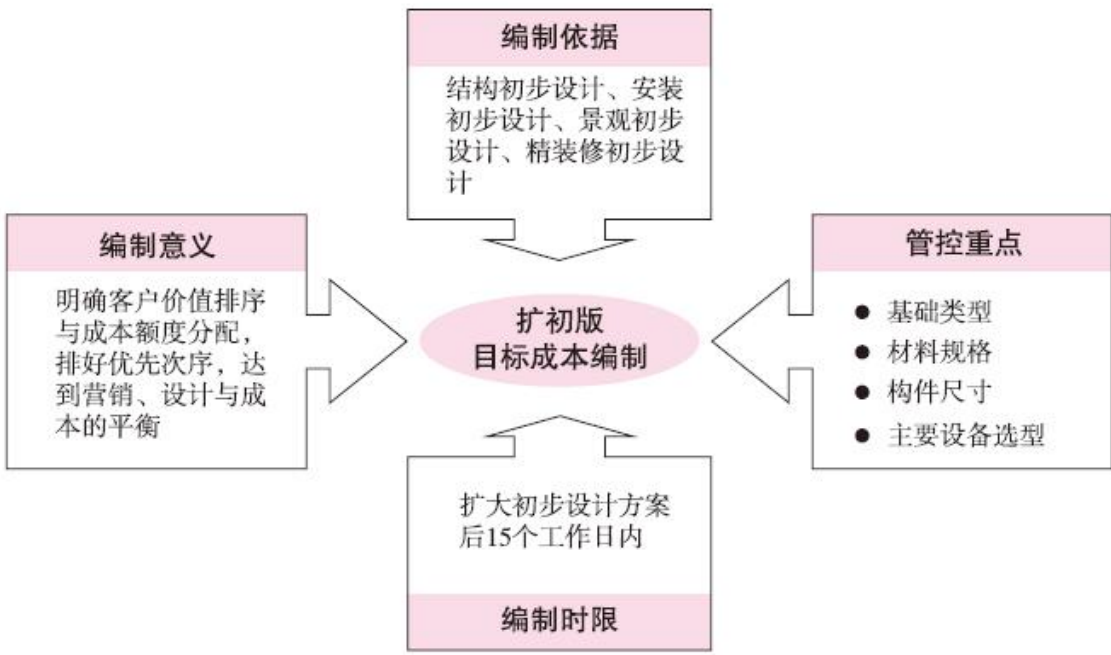 编制依据
结构初步设计、安装
初步设计、景观初步
设计、精装修初步设
计
编制意义
明确客户价值排序
与成本额度分配，
排好优先次序，达
到营销、设计与成
本的平衡
扩初版
目标成本编制
管控重点
● 基础类型
● 材料规格
● 构件尺寸
● 主要设备选型
扩大初步设计方案
后15个工作日内
编制时限